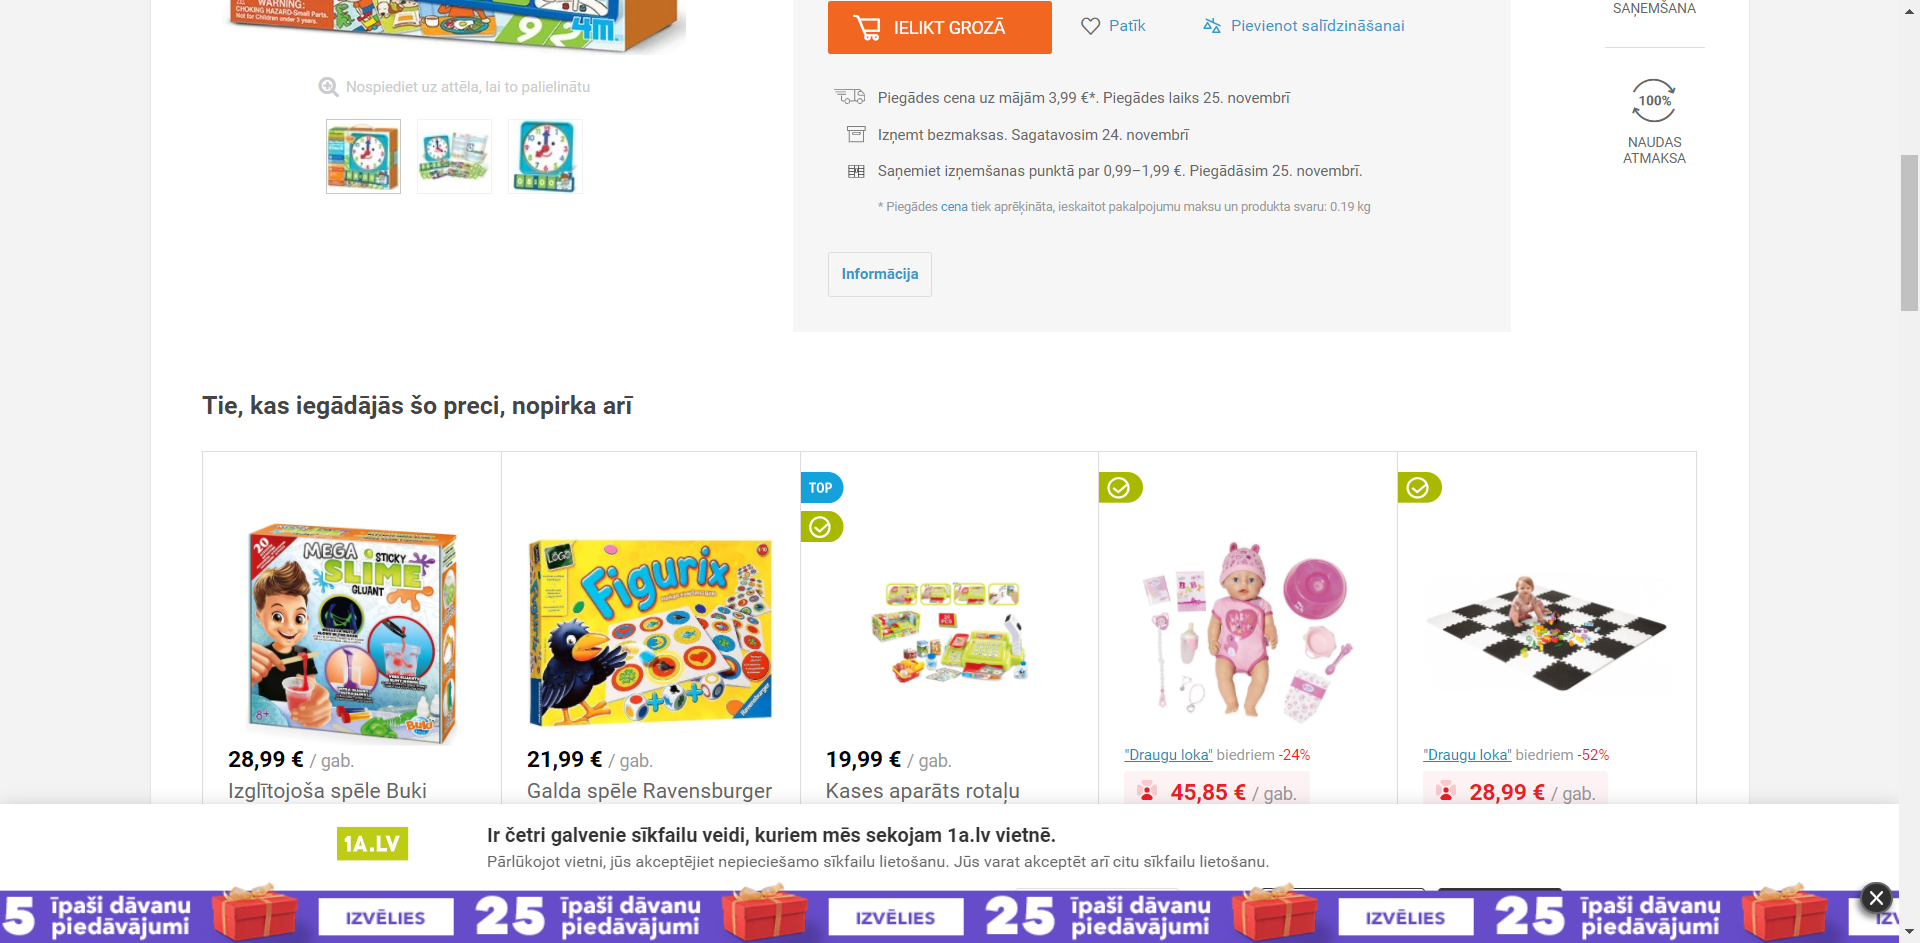 WARNING:
CHOKING HAZARD-Small Parts.
Not for Children under 3 years.
4m
IELIKT GROZĀ
Patīk
Pievienot salīdzināšanai
SAŅEMŠANA
Nospiediet uz attēla, lai to palielinātu
Piegādes cena uz mājām 3,99 €*. Piegādes laiks 25. novembrī
Izņemt bezmaksas. Sagatavosim 24. novembrī
Saņemiet izņemšanas punktā par 0,99–1,99 €. Piegādāsim 25. novembrī.
* Piegādes cena tiek aprēķināta, ieskaitot pakalpojumu maksu un produkta svaru: 0.19 kg
100%
NAUDAS
ATMAKSA
Informācija
Tie, kas iegādājās šo preci, nopirka arī
TOP
20
MEGA
STICKY
SLIME
GLUANT
8+
Buki
LOGO
Figurix
Ravensburger
28,99 € / gab.
Izglītojoša spēle Buki
21,99 € / gab.
Galda spēle Ravensburger
19,99 € / gab.
Kases aparāts rotaļu
"Draugu loka" biedriem -24%
45,85 € / gab.
"Draugu loka" biedriem -52%
28,99 € / gab.
1A.LV
Ir četri galvenie sīkfailu veidi, kuriem mēs sekojam 1a.lv vietnē.
Pārlūkojot vietni, jūs akceptējiet nepieciešamo sīkfailu lietošanu. Jūs varat akceptēt arī citu sīkfailu lietošanu.
5 īpaši dāvanu piedāvājumi IZVĒLIES
25 īpaši dāvanu piedāvājumi IZVĒLIES
25 īpaši dāvanu piedāvājumi IZVĒLIES
25 īpaši dāvanu piedāvājumi IZV